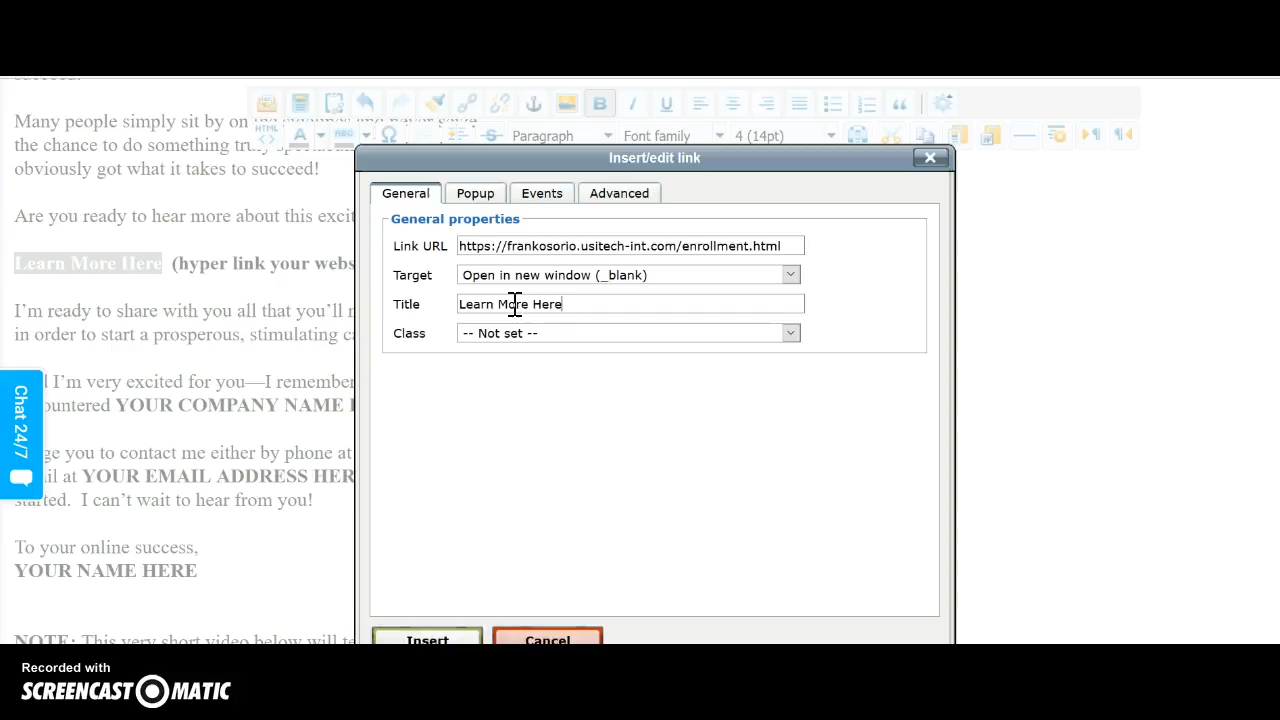 Many people simply sit by on
the chance to do something truly
obviously got what it takes to succeed!
HTML
ABC
Paragraph
Font family
4 (14pt)
Insert/edit link
General
Popup
Events
Advanced
Are you ready to hear more about this excit
General properties
Link URL
https://frankosorio.usitech-int.com/enrollment.html
Learn More Here (hyper link your webs
Target
Open in new window (_blank)
I'm ready to share with you all that you'll
Title
Learn More Here
in order to start a prosperous, stimulating ca
Class
-- Not set --
I'm very excited for you—I remember
ountered YOUR COMPANY NAME
ge you to contact me either by phone at
il at YOUR EMAIL ADDRESS HER
started. I can't wait to hear from you!
Chat 24/7
To your online success,
YOUR NAME HERE
NOTE: This very short video below will te
Insert
Cancel
Recorded with
SCREENCAST MATIC